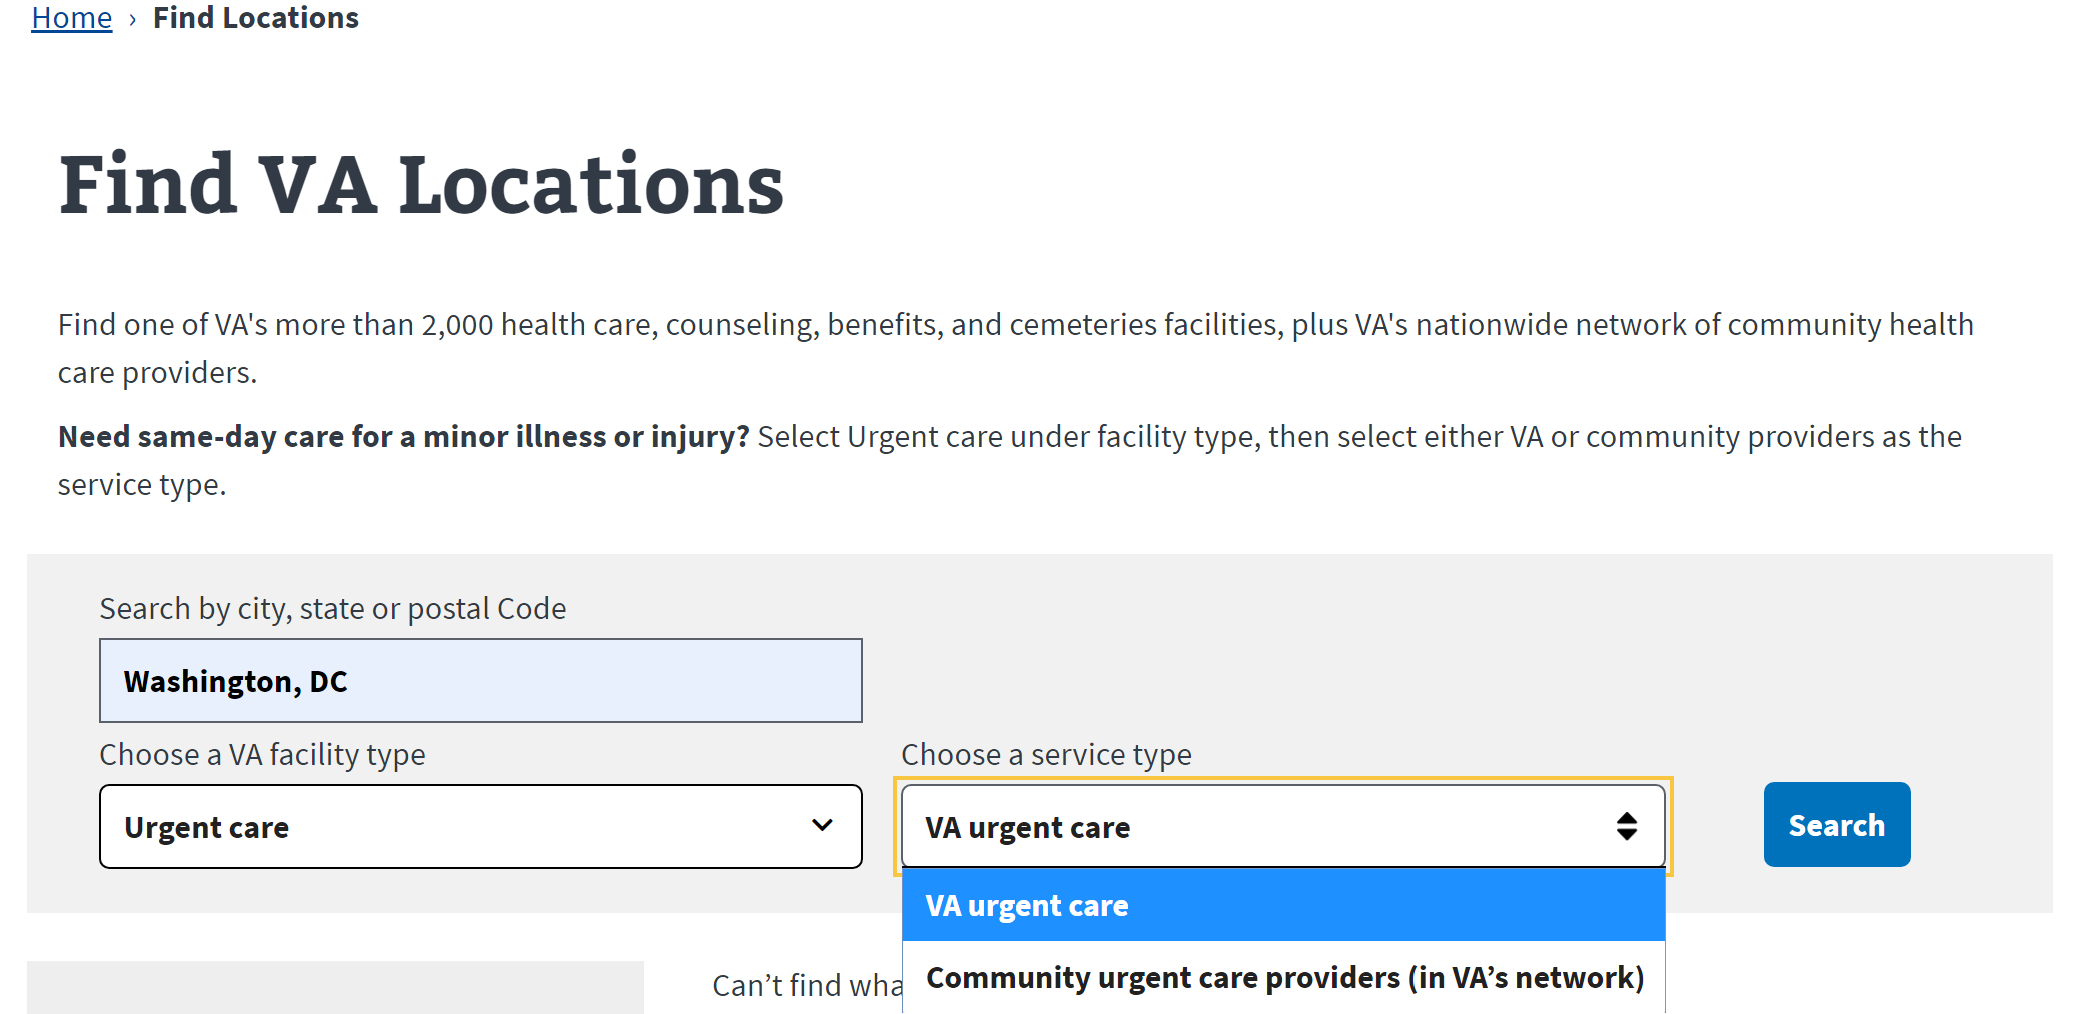 Home › Find Locations
Find VA Locations
Find one of VA's more than 2,000 health care, counseling, benefits, and cemeteries facilities, plus VA's nationwide network of community health
care providers.
Need same-day care for a minor illness or injury? Select Urgent care under facility type, then select either VA or community providers as the
service type.
Search by city, state or postal Code
Washington, DC
Choose a VA facility type
Choose a service type
Urgent care
VA urgent care
Search
VA urgent care
Community urgent care providers (in VA’s network)
Can’t find